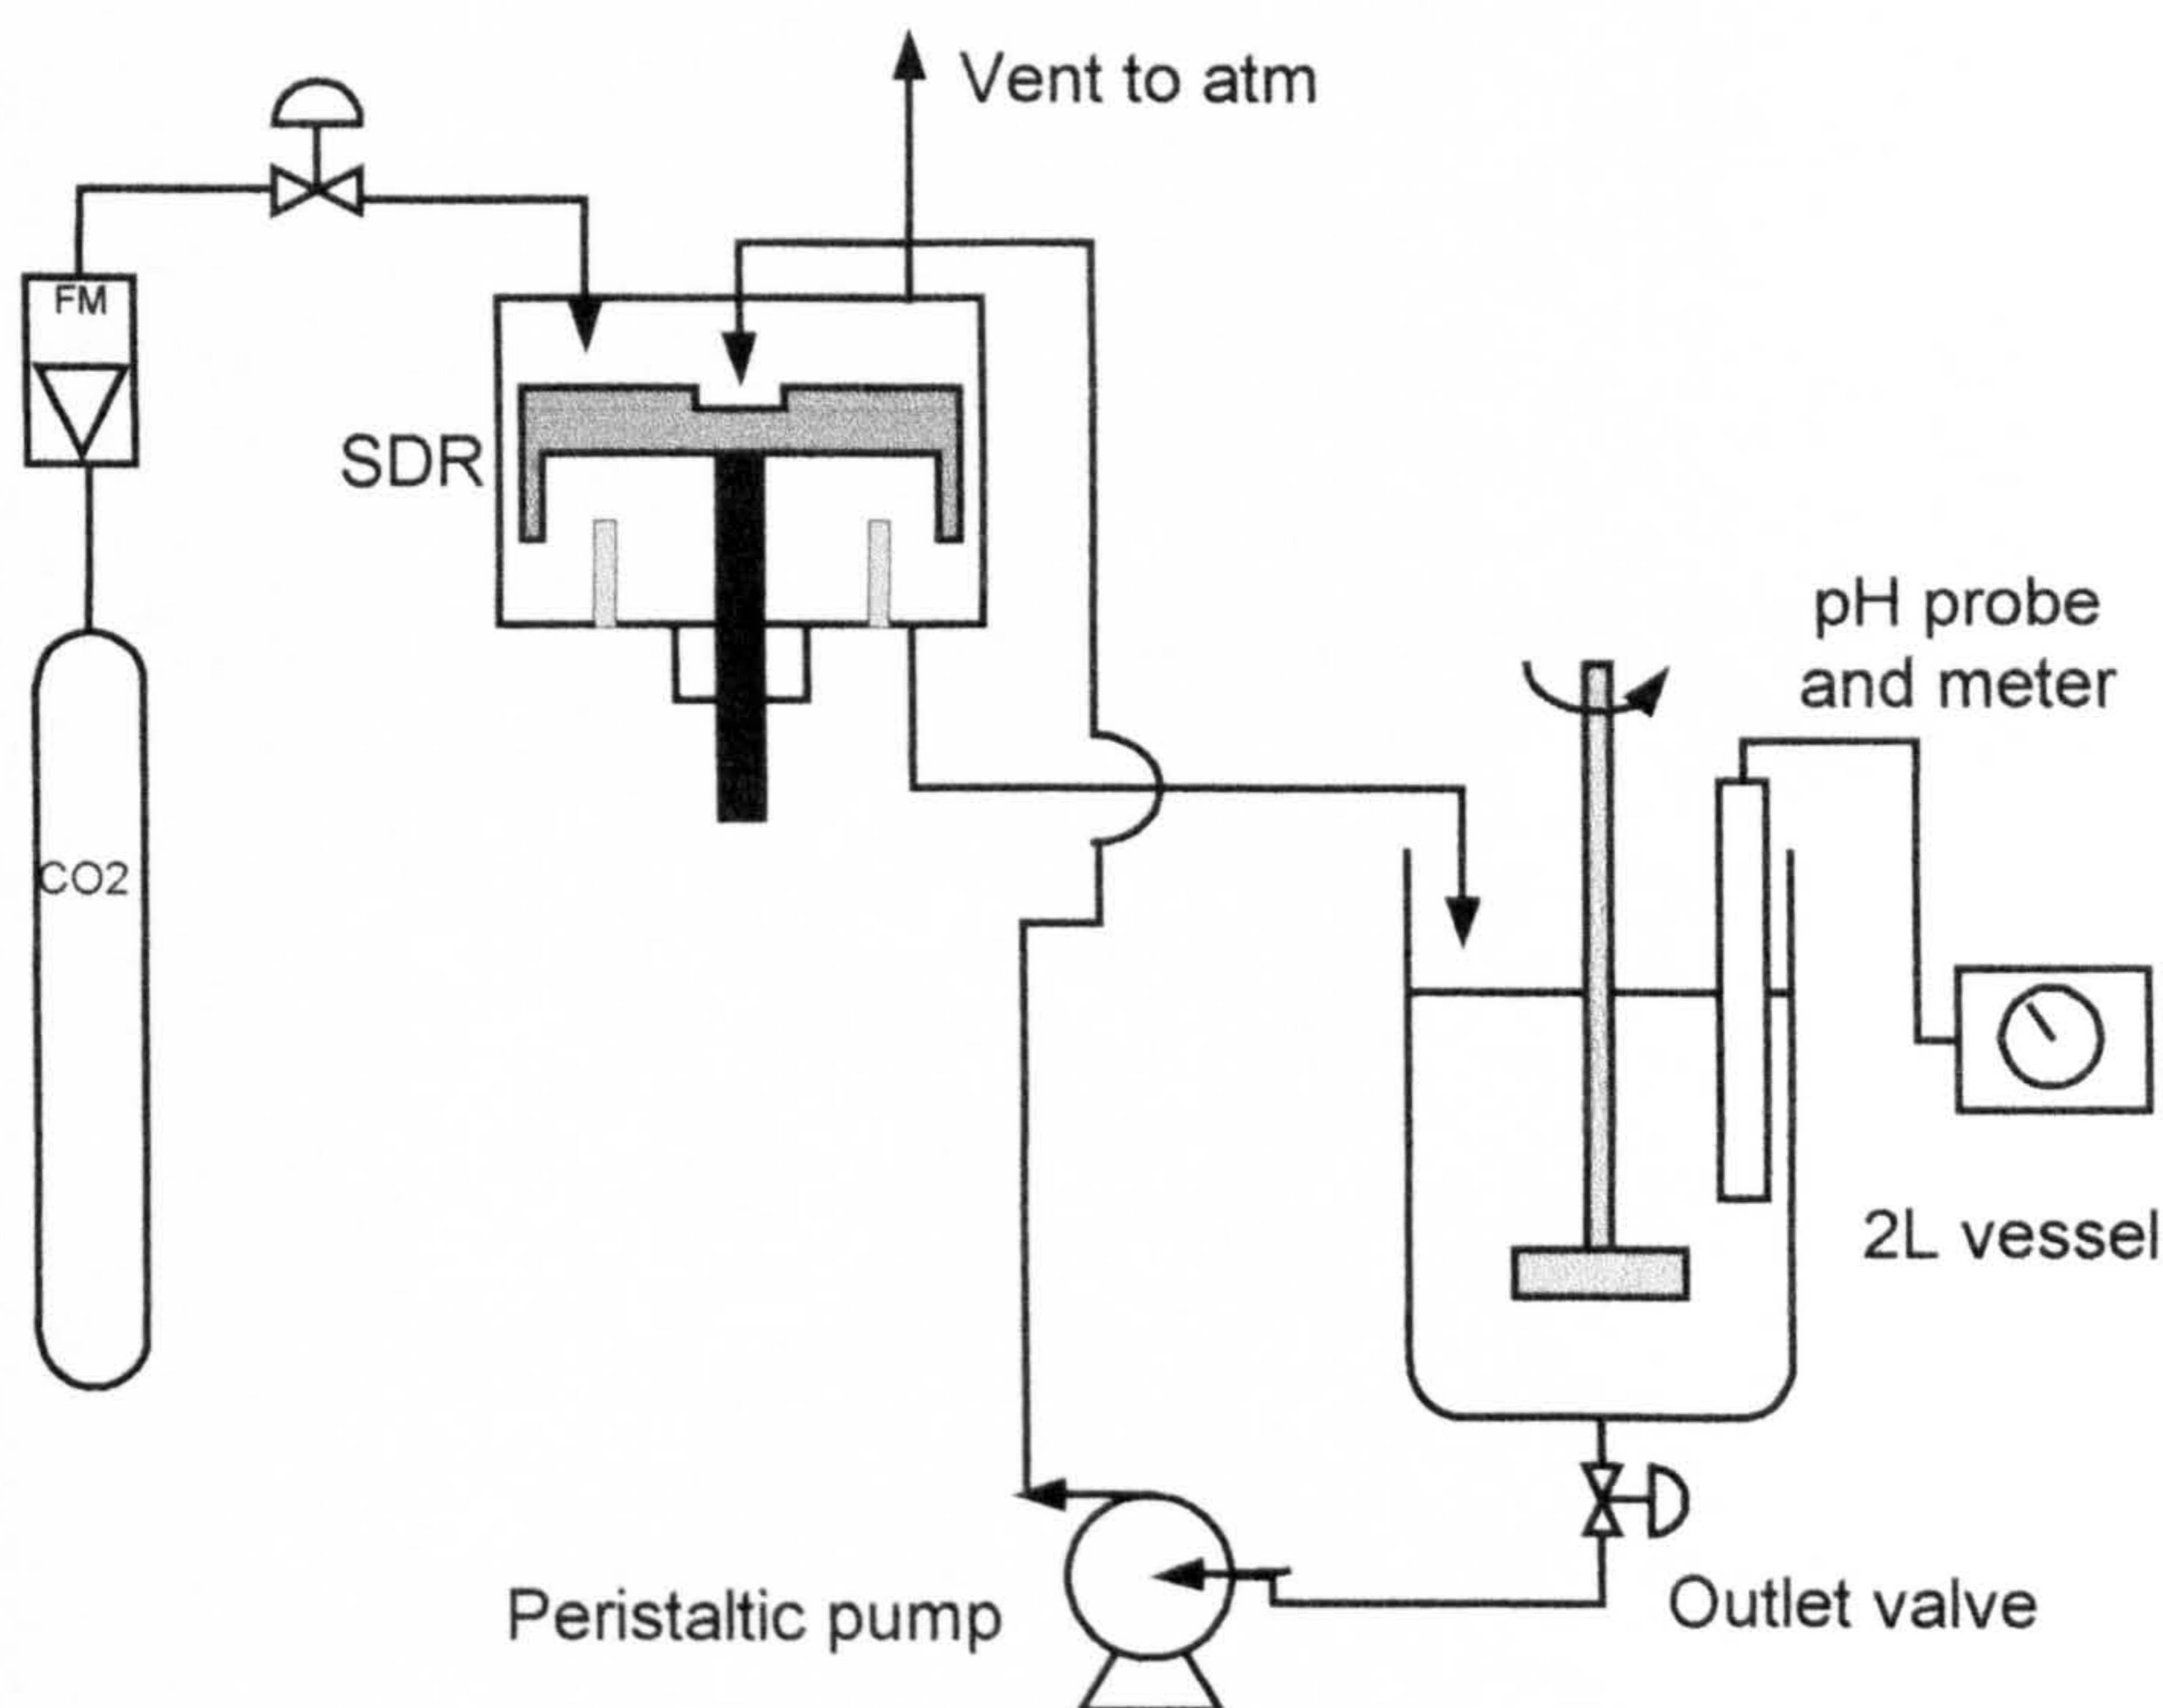 Vent to atm
FM
SDR
pH probe
and meter
CO2
2L vessel
Peristaltic pump
Outlet valve